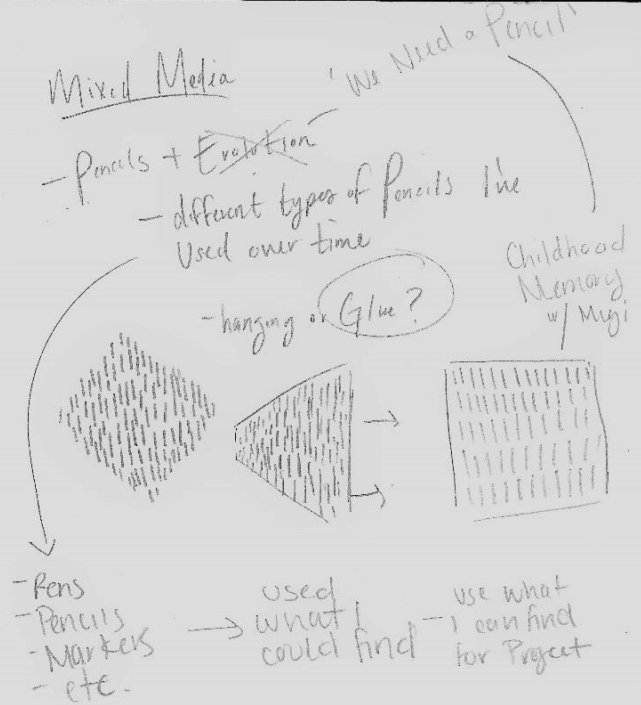 'We Need a Pencil'
Mixed Media
- Pencils + Evolution
- different types of Pencils I've
Used over time
- hanging or Glue?
Childhood
Memory
w/ Mugi
- Pens
- Pencils
- Markers
- etc.
used
what I
could find
- use what
I can find
for Project